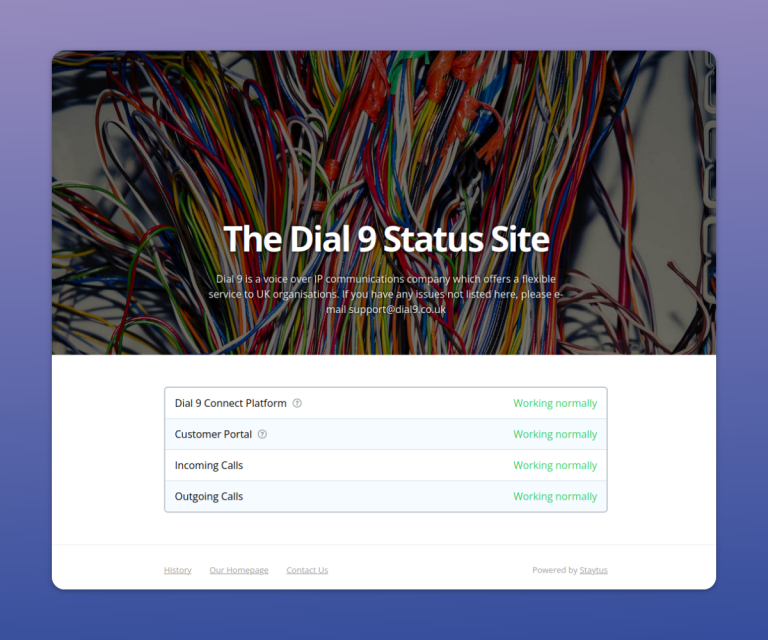 The Dial 9 Status Site
Dial 9 is a voice over IP communications company which offers a flexible
service to UK organisations. If you have any issues not listed here, please e-
mail support@dial9.co.uk
Dial 9 Connect Platform ?
Working normally
Customer Portal ?
Working normally
Incoming Calls
Working normally
Outgoing Calls
Working normally
History
Our Homepage
Contact Us
Powered by Staytus